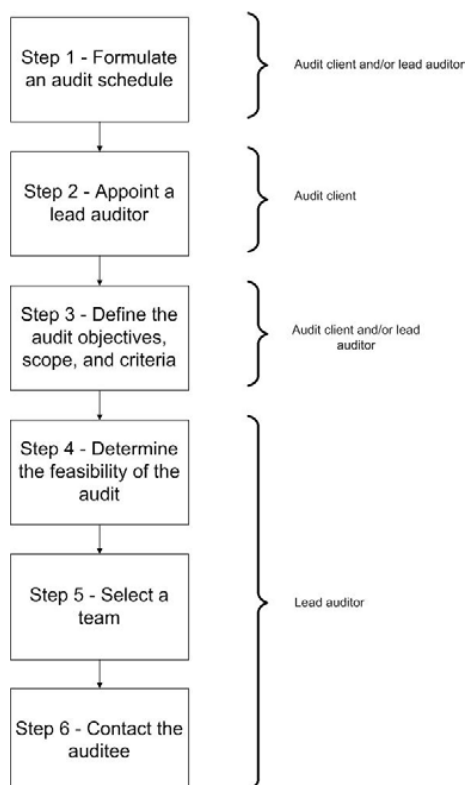 Step 1 - Formulate
an audit schedule
Audit client and/or lead auditor
Step 2 - Appoint a
lead auditor
Audit client
Step 3 - Define the
audit objectives,
scope, and criteria
Audit client and/or lead
auditor
Step 4 - Determine
the feasibility of the
audit
Step 5 - Select a
team
Lead auditor
Step 6 - Contact the
auditee